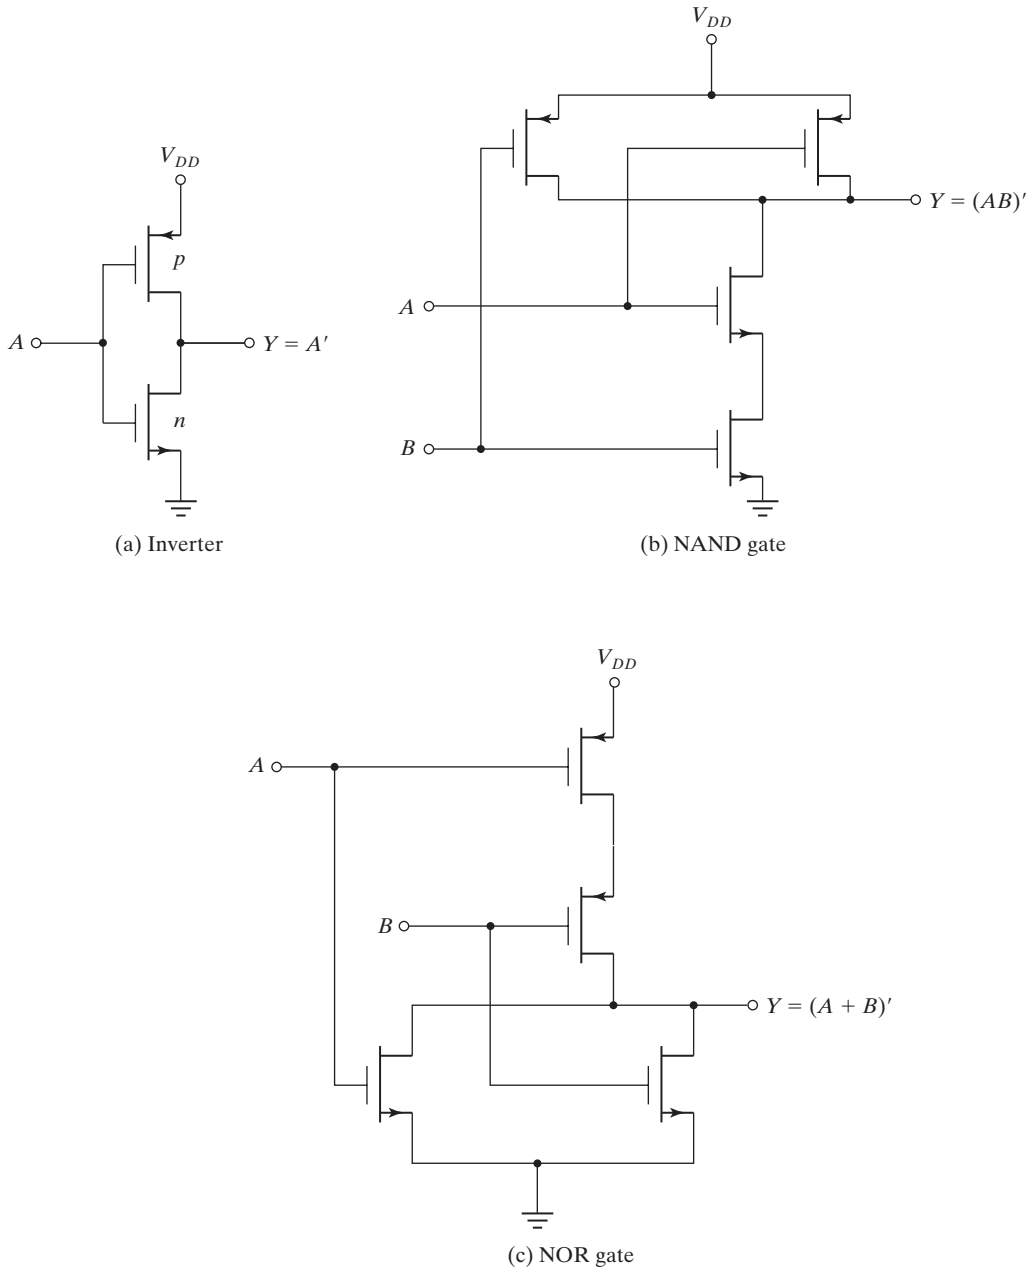 V_DD
p
A
Y = A′
n
(a) Inverter
V_DD
Y = (AB)′
A
B
(b) NAND gate
V_DD
A
B
Y = (A + B)′
(c) NOR gate